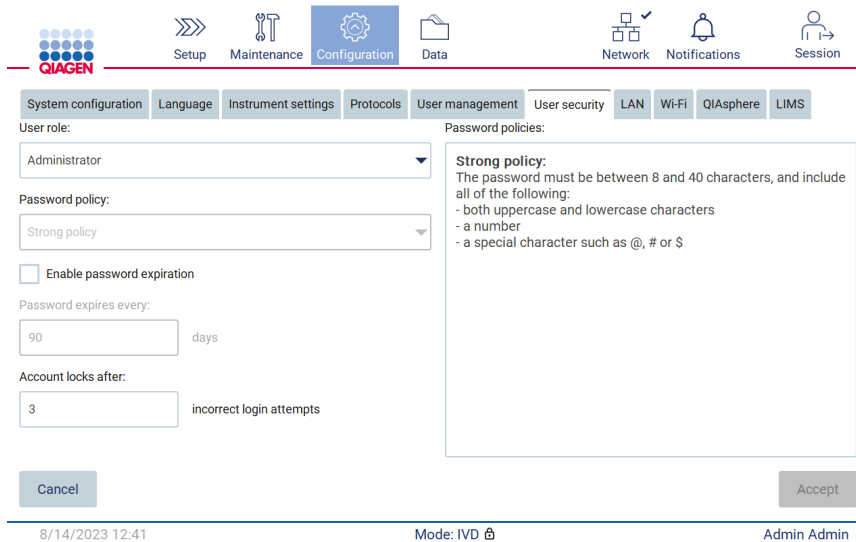 QIAGEN
Setup
Maintenance
Configuration
Data
Network
Notifications
Session
System configuration
Language
Instrument settings
Protocols
User management
User security
LAN
Wi-Fi
QIAsphere
LIMS
User role:
Administrator
Password policy:
Strong policy
Enable password expiration
Password expires every:
90 days
Account locks after:
3 incorrect login attempts
Password policies:
Strong policy:
The password must be between 8 and 40 characters, and include
all of the following:
- both uppercase and lowercase characters
- a number
- a special character such as @, # or $
Cancel
Accept
8/14/2023 12:41
Mode: IVD
Admin Admin